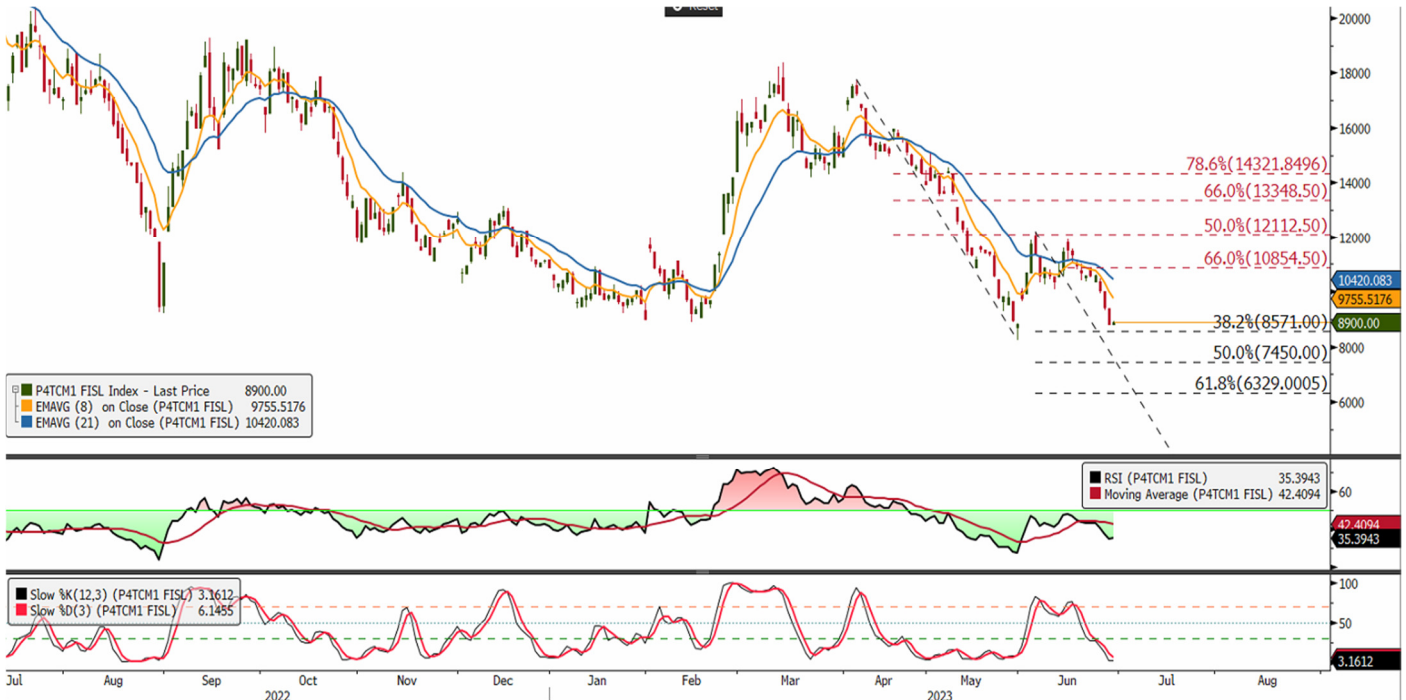 Reset
20000
18000
16000
14000
12000
8000
6000
78.6%(14321.8496)
66.0%(13348.50)
50.0%(12112.50)
66.0%(10854.50)
10420.083
9755.5176
8900.00
38.2%(8571.00)
50.0%(7450.00)
61.8%(6329.0005)
P4TCM1 FISL Index - Last Price 8900.00
EMAVG (8) on Close (P4TCM1 FISL) 9755.5176
EMAVG (21) on Close (P4TCM1 FISL) 10420.083
RSI (P4TCM1 FISL) 35.3943
Moving Average (P4TCM1 FISL) 42.4094
60
42.4094
35.3943
Slow %K(12,3) (P4TCM1 FISL) 3.1612
Slow %D(3) (P4TCM1 FISL) 6.1455
100
50
3.1612
Jul Aug Sep Oct Nov Dec Jan Feb Mar Apr May Jun Jul Aug
2022 2023